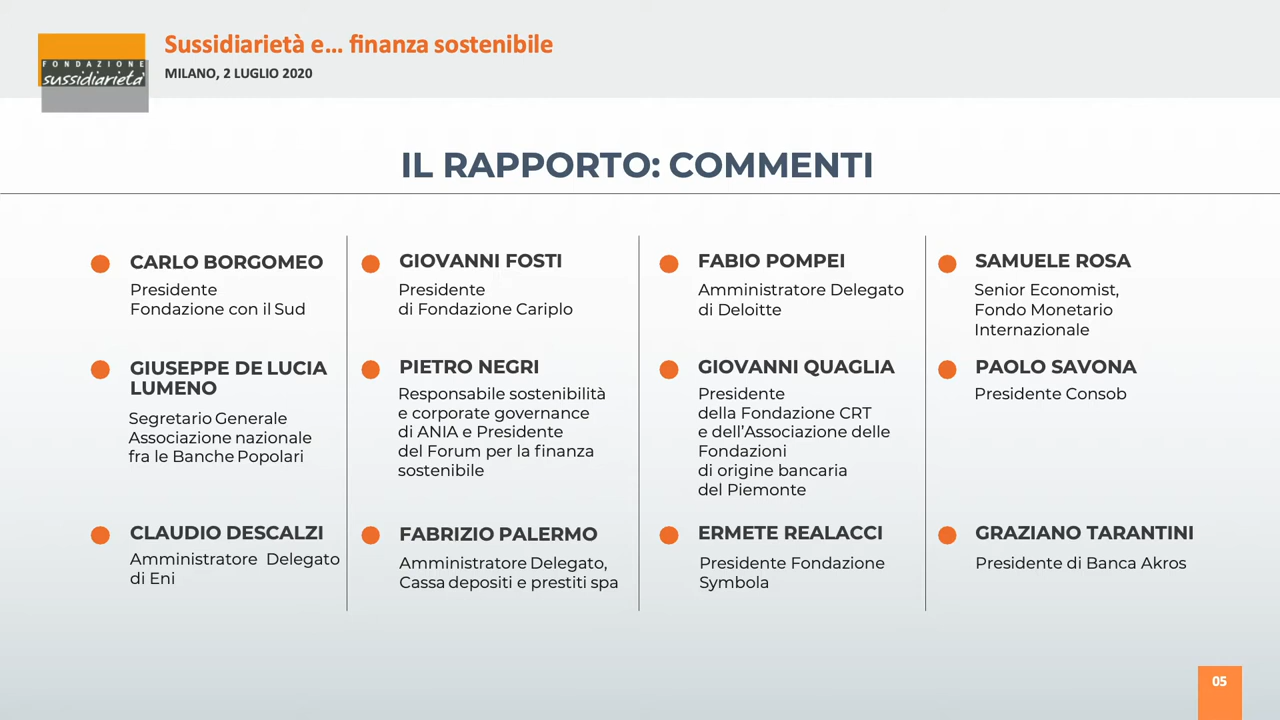 FONDAZIONE
sussidiarietà
Sussidiarietà e... finanza sostenibile
MILANO, 2 LUGLIO 2020
IL RAPPORTO: COMMENTI
CARLO BORGOMEO
Presidente
Fondazione con il Sud
GIUSEPPE DE LUCIA
LUMENO
Segretario Generale
Associazione nazionale
fra le Banche Popolari
CLAUDIO DESCALZI
Amministratore Delegato
di Eni
GIOVANNI FOSTI
Presidente
di Fondazione Cariplo
PIETRO NEGRI
Responsabile sostenibilità
e corporate governance
di ANIA e Presidente
del Forum per la finanza
sostenibile
FABRIZIO PALERMO
Amministratore Delegato,
Cassa depositi e prestiti spa
FABIO POMPEI
Amministratore Delegato
di Deloitte
GIOVANNI QUAGLIA
Presidente
della Fondazione CRT
e dell'Associazione delle
Fondazioni
di origine bancaria
del Piemonte
ERMETE REALACCI
Presidente Fondazione
Symbola
SAMUELE ROSA
Senior Economist,
Fondo Monetario
Internazionale
PAOLO SAVONA
Presidente Consob
GRAZIANO TARANTINI
Presidente di Banca Akros
05